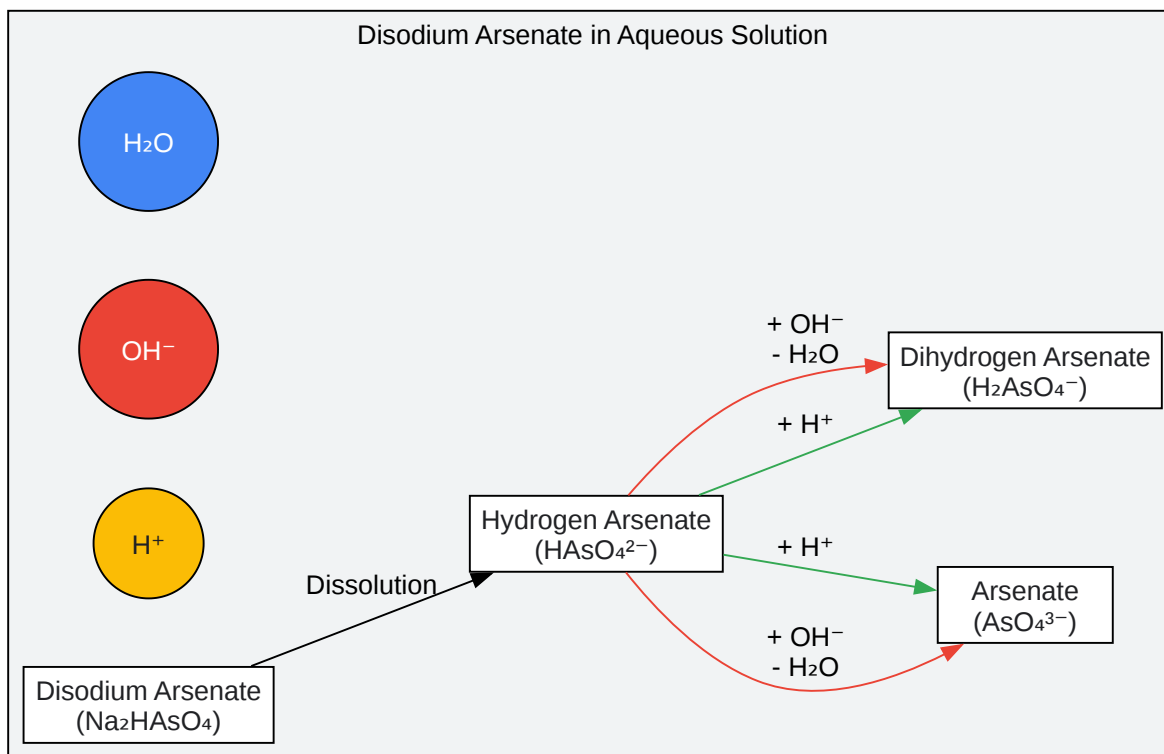 Disodium Arsenate in Aqueous Solution
H₂O
OH⁻
H⁺
Disodium Arsenate
(Na₂HAsO₄)
Dissolution
Hydrogen Arsenate
(HAsO₄²⁻)
+ OH⁻
- H₂O
+ H⁺
Dihydrogen Arsenate
(H₂AsO₄⁻)
+ H⁺
+ OH⁻
- H₂O
Arsenate
(AsO₄³⁻)